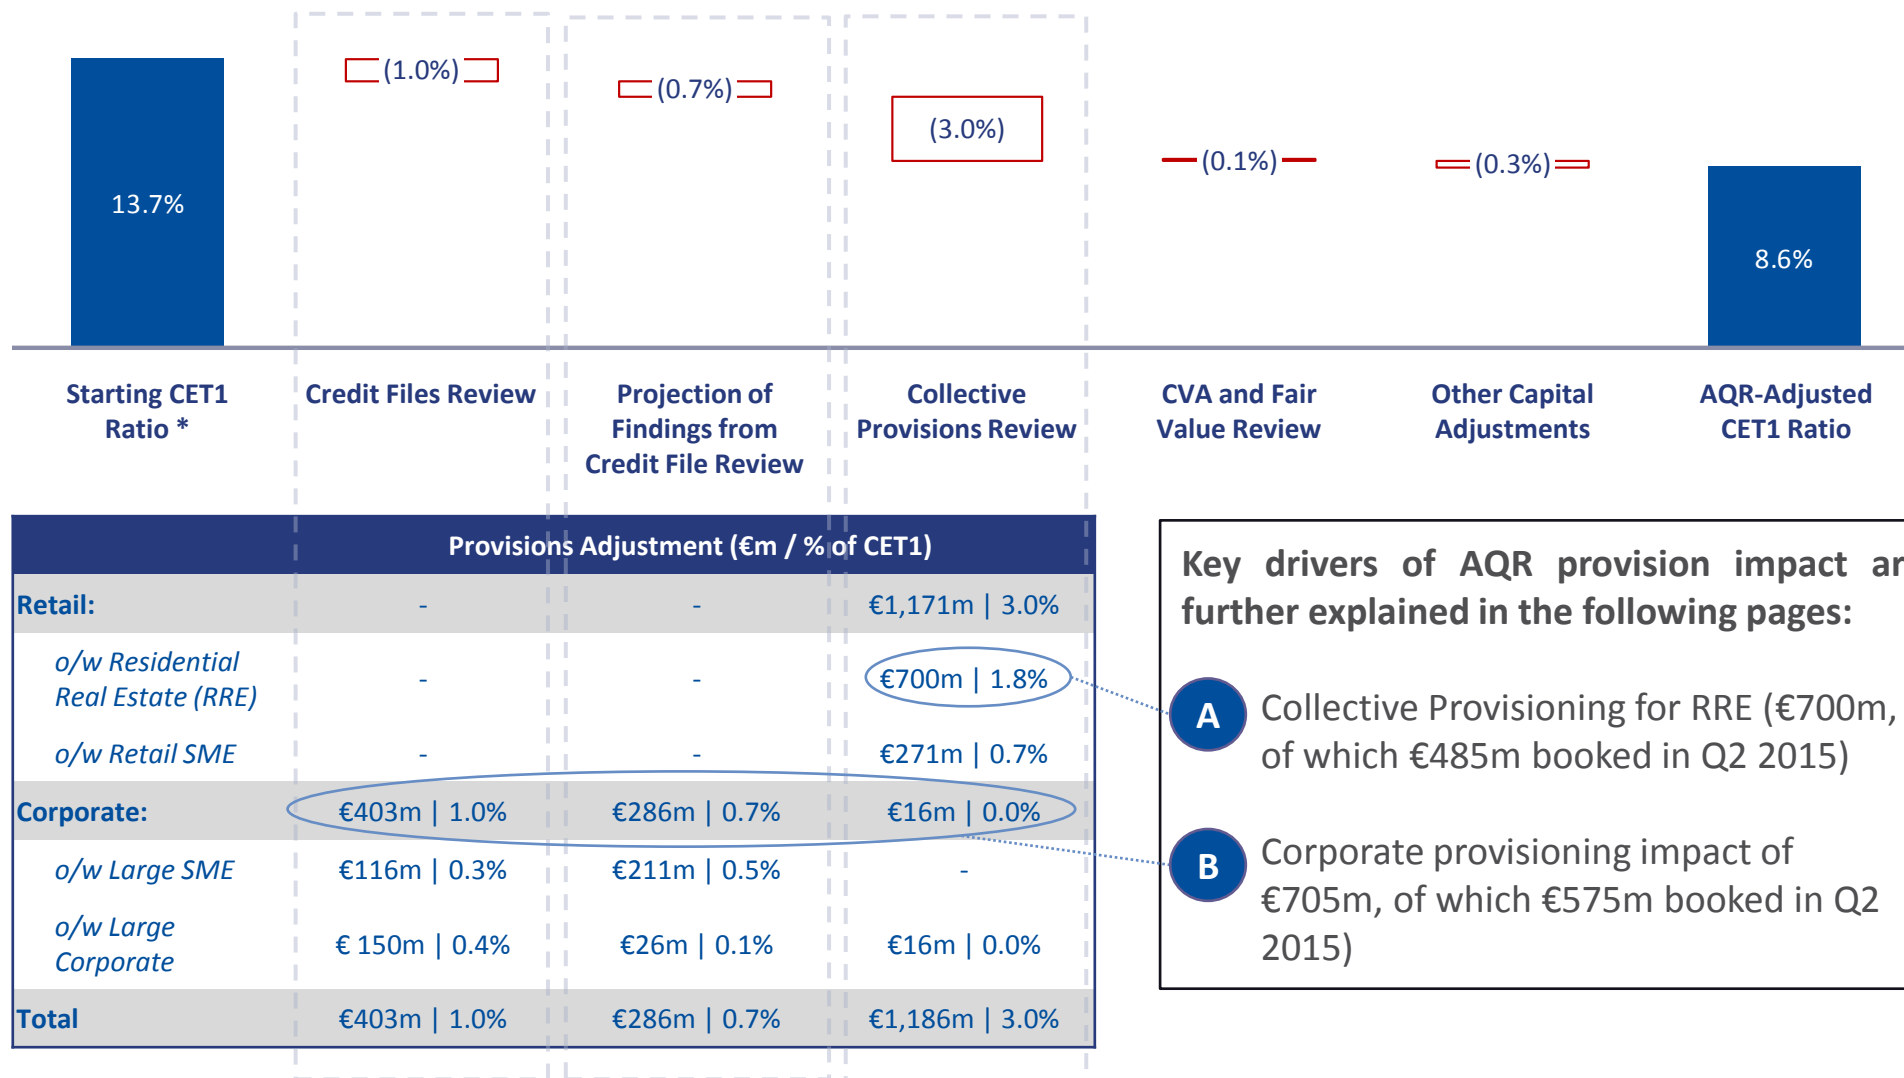 (1.0%)
(0.7%)
(3.0%)
(0.1%)
(0.3%)
13.7%
8.6%
Starting CET1
Ratio *
Credit Files Review
Projection of
Findings from
Credit File Review
Collective
Provisions Review
CVA and Fair
Value Review
Other Capital
Adjustments
AQR-Adjusted
CET1 Ratio
Provisions Adjustment (€m / % of CET1)
Retail: - - €1,171m | 3.0%
o/w Residential
Real Estate (RRE) - - €700m | 1.8%
o/w Retail SME - - €271m | 0.7%
Corporate: €403m | 1.0% €286m | 0.7% €16m | 0.0%
o/w Large SME €116m | 0.3% €211m | 0.5% -
o/w Large
Corporate € 150m | 0.4% €26m | 0.1% €16m | 0.0%
Total €403m | 1.0% €286m | 0.7% €1,186m | 3.0%
Key drivers of AQR provision impact
further explained in the following pages:
A Collective Provisioning for RRE (€700m,
of which €485m booked in Q2 2015)
B Corporate provisioning impact of
€705m, of which €575m booked in Q2
2015)